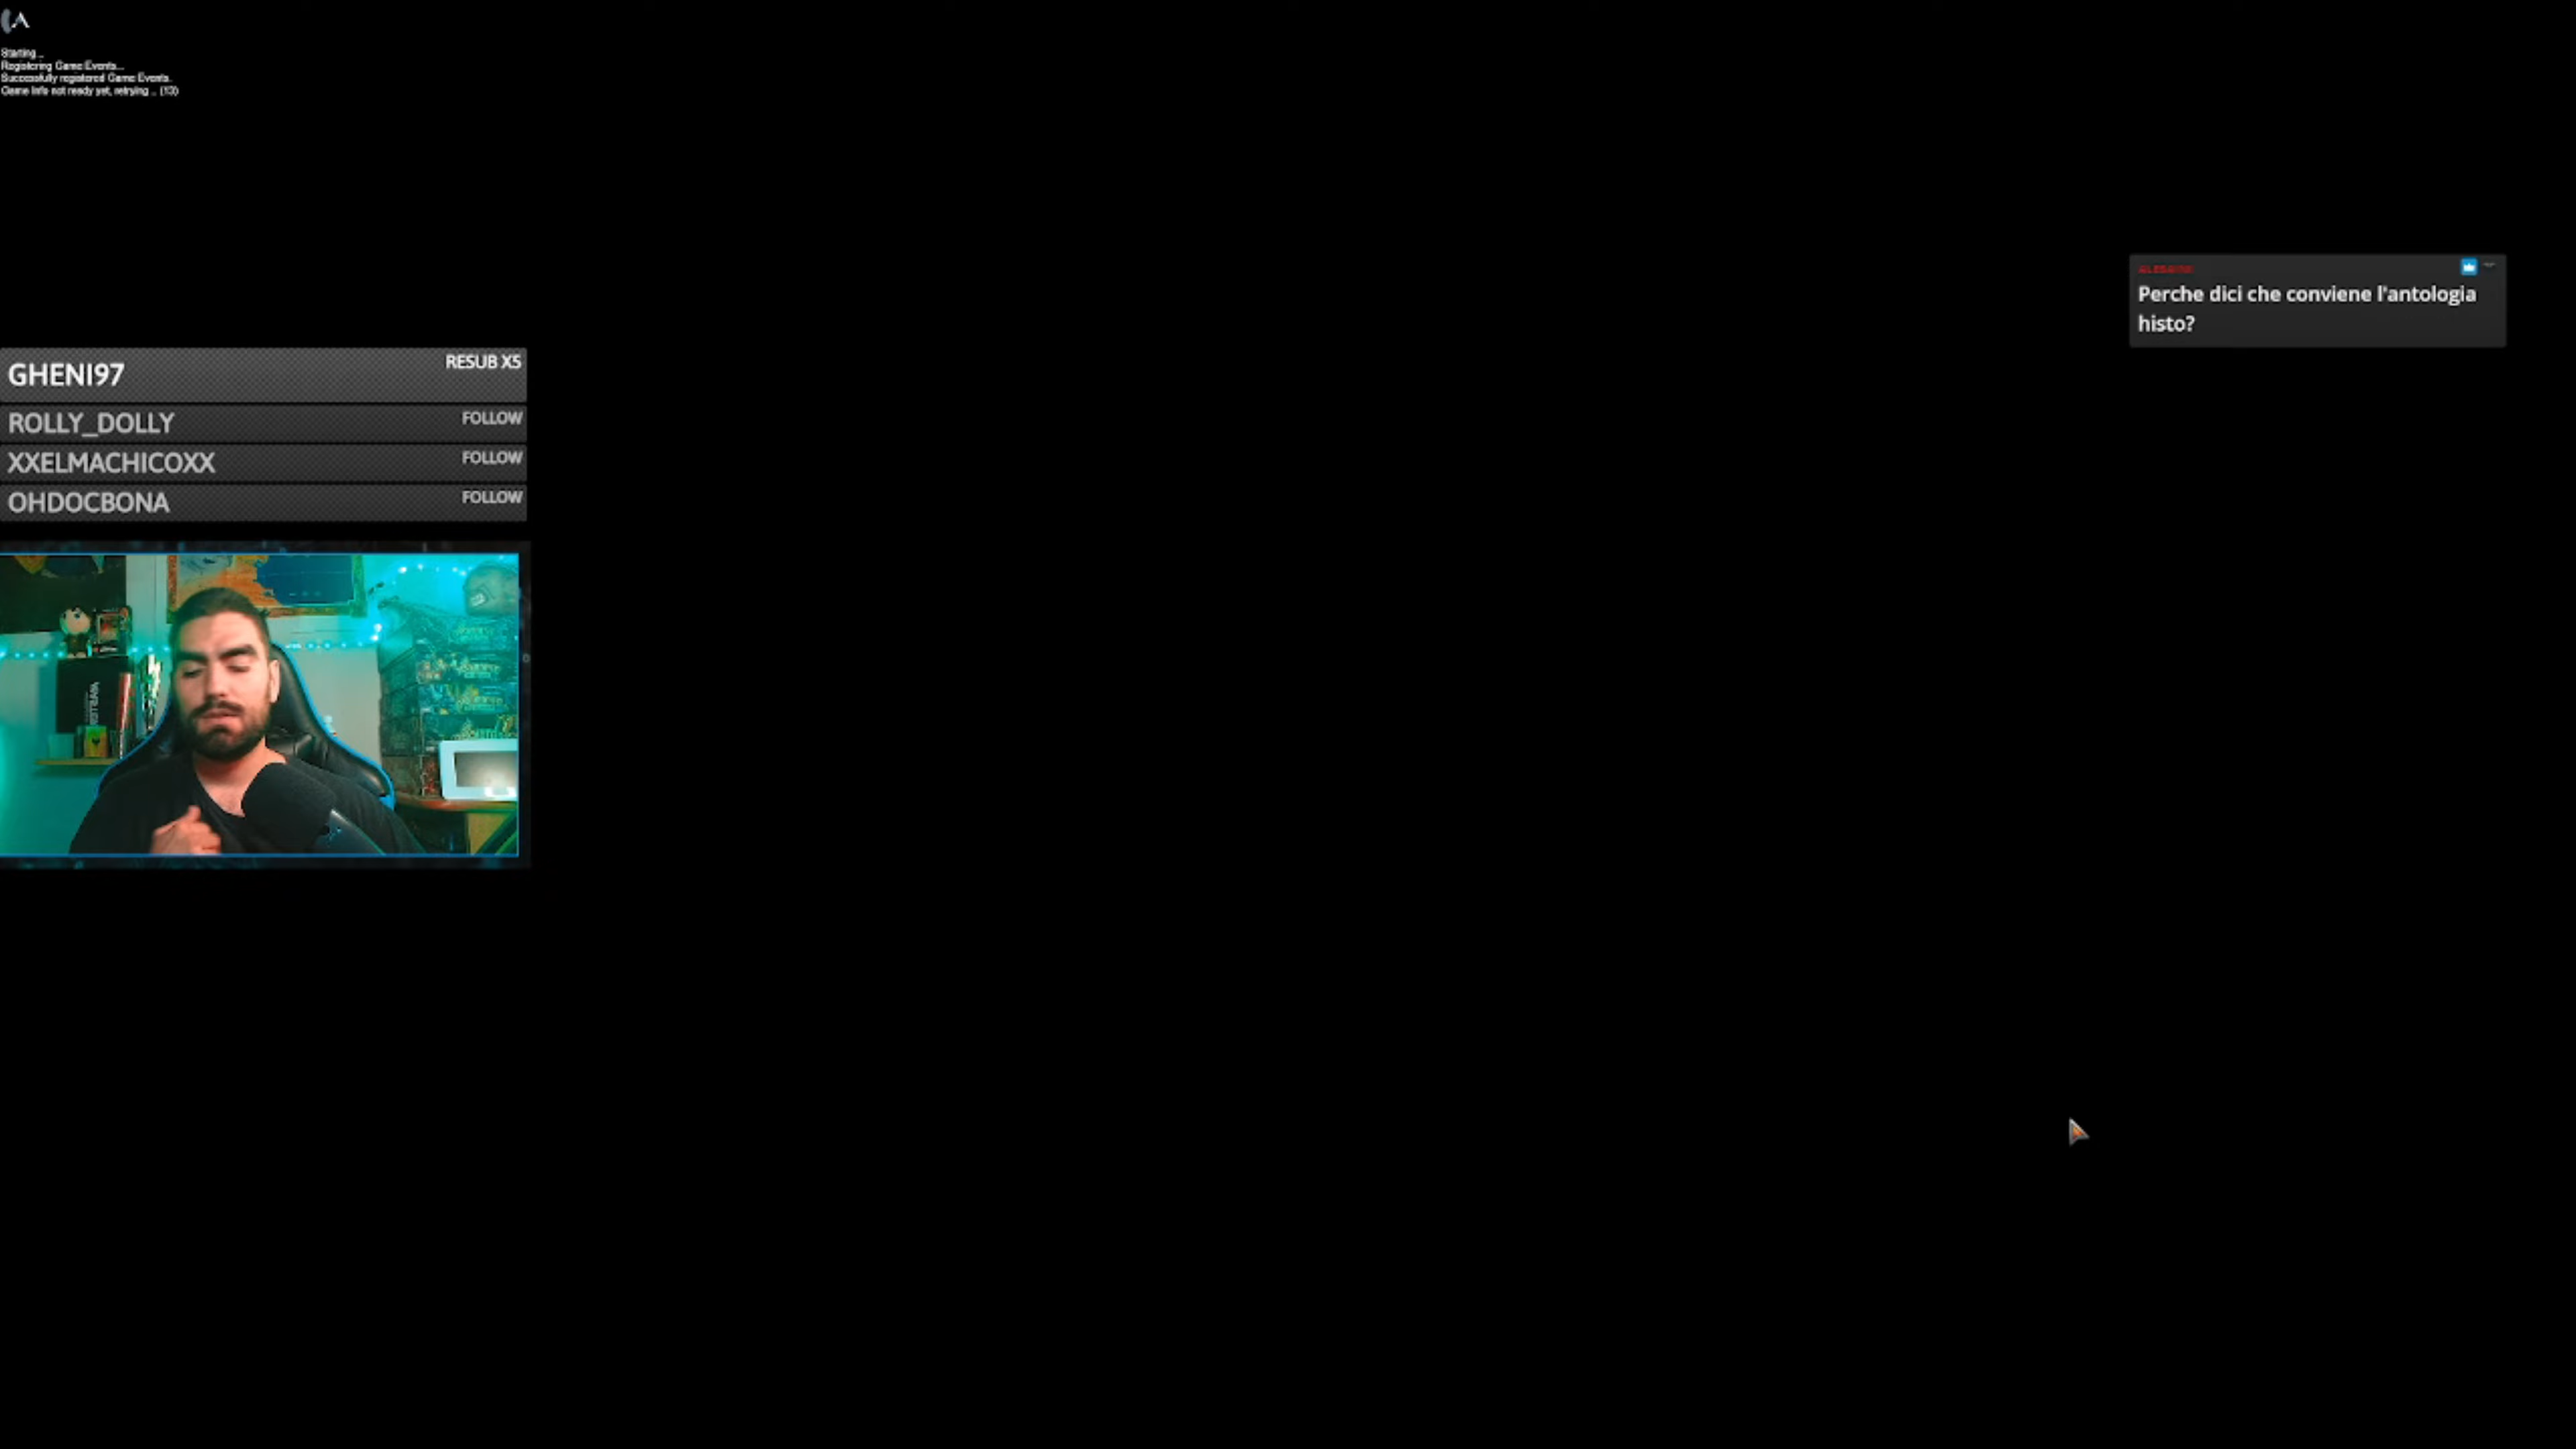 A
Starting ..
Registering Game Events...
Successfully registered Game Events.
Game Info not ready yet, retrying .. (13)
Perche dici che conviene l'antologia
histo?
GHENI97 RESUB X5
ROLLY_DOLLY FOLLOW
XXELMACHICOXX FOLLOW
OHDOCBONA FOLLOW